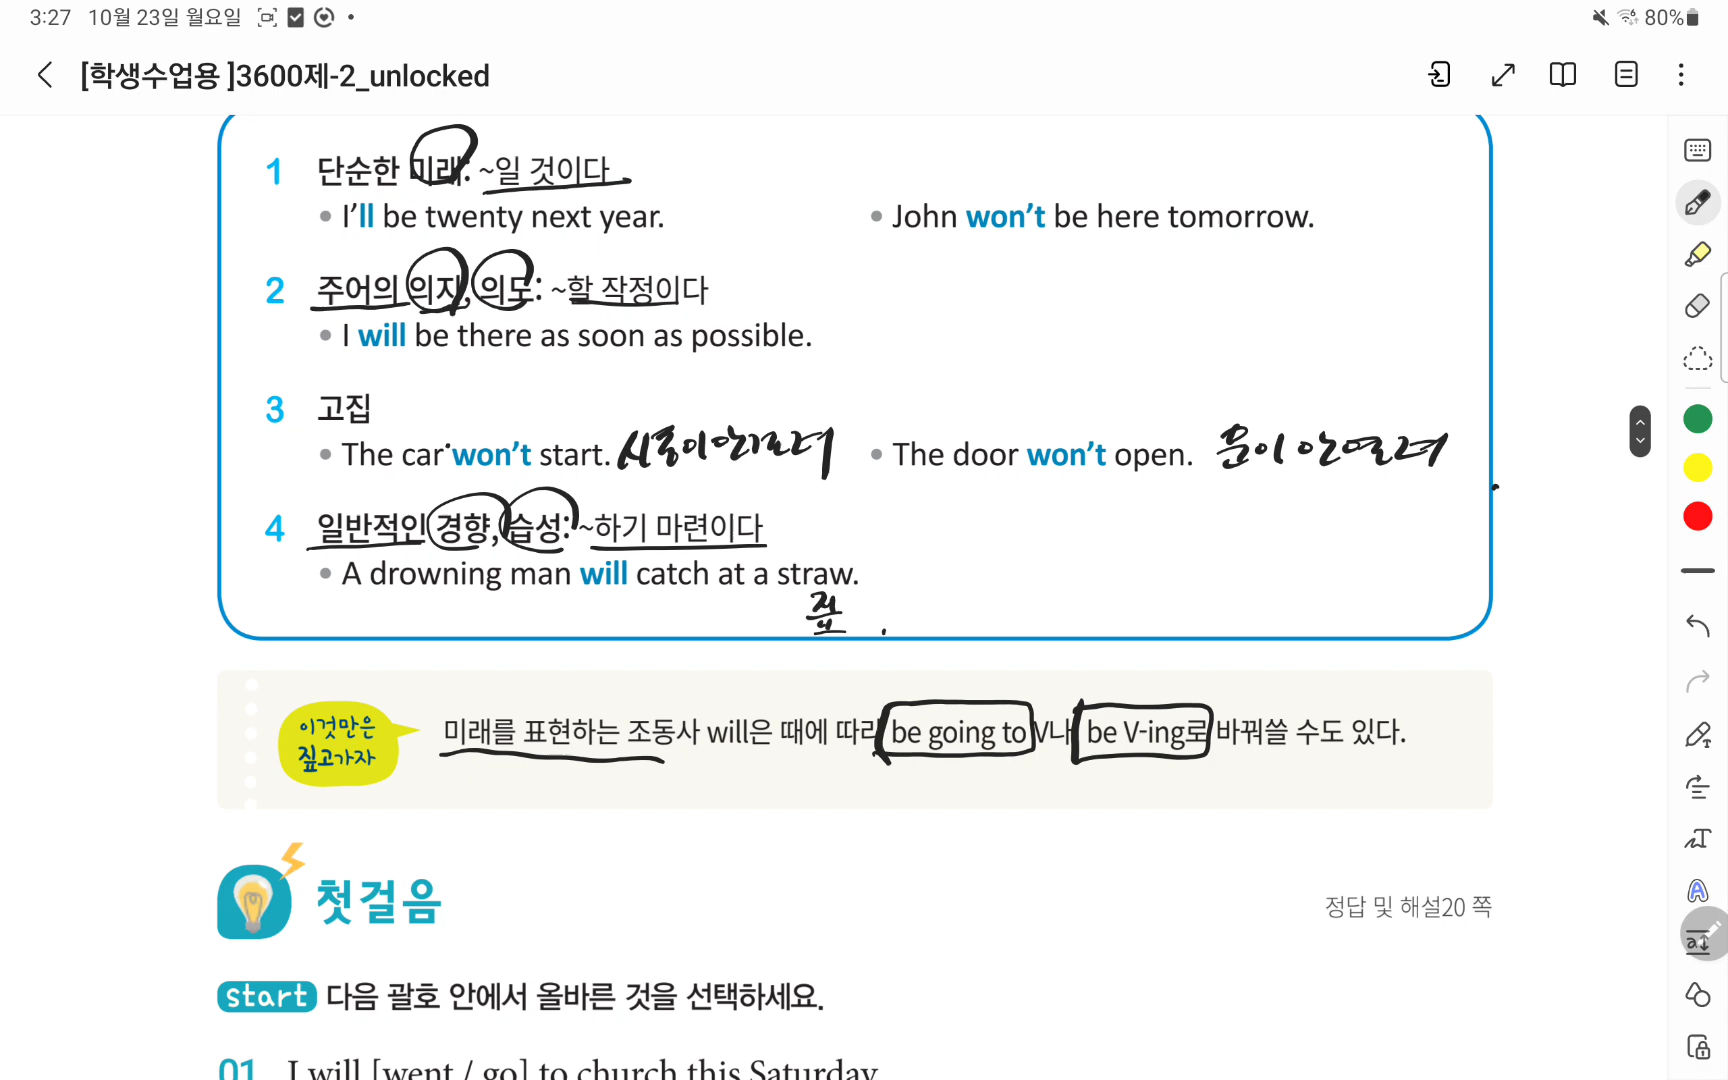 3:27 10월 23일 월요일 80%
[학생수업용 ]3600제-2_unlocked
1 단순한 미래: ~일 것이다
• I'll be twenty next year. • John won't be here tomorrow.
2 주어의 의지, 의도: ~할 작정이다
• I will be there as soon as possible.
3 고집
• The car won't start. 시동이 안 걸려 • The door won't open. 문이 안 열려
4 일반적인 경향, 습성: ~하기 마련이다
• A drowning man will catch at a straw.
짚
이것만은
짚고가자
미래를 표현하는 조동사 will은 때에 따라 be going to V나 be V-ing로 바꿔쓸 수도 있다.
첫걸음
정답 및 해설20 쪽
start 다음 괄호 안에서 올바른 것을 선택하세요.
01 I will [went / go] to church this Saturday